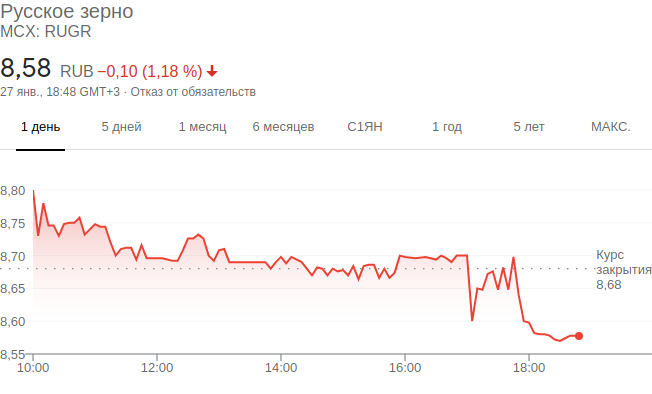 Русское зерно
MCX: RUGR
8,58 RUB −0,10 (1,18 %)
27 янв., 18:48 GMT+3 · Отказ от обязательств
1 день 5 дней 1 месяц 6 месяцев С1ЯН 1 год 5 лет МАКС.
8,80
8,75
8,70
Курс
закрытия
8,68
8,65
8,60
8,55
10:00 12:00 14:00 16:00 18:00